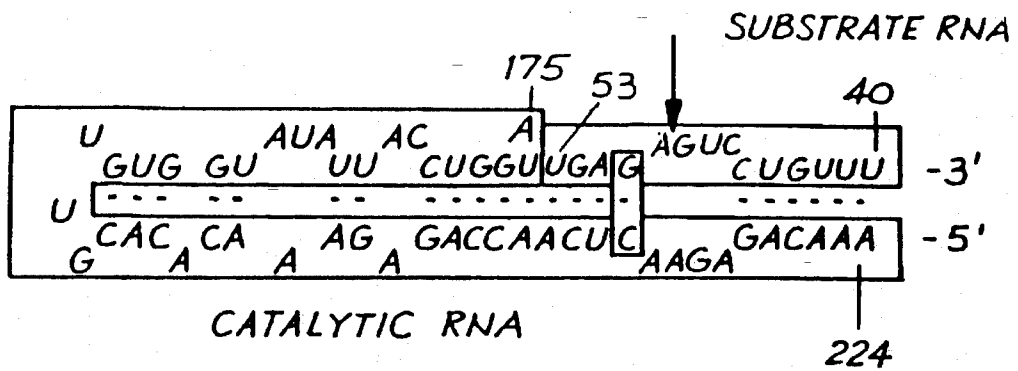 SUBSTRATE RNA
175 53 40
U AUA AC A AGUC
GUG GU UU CUGGU UGA G CUGUUU -3'
U
CAC CA AG GACCAACU C GACAAA -5'
G A A A AAGA
CATALYTIC RNA
224